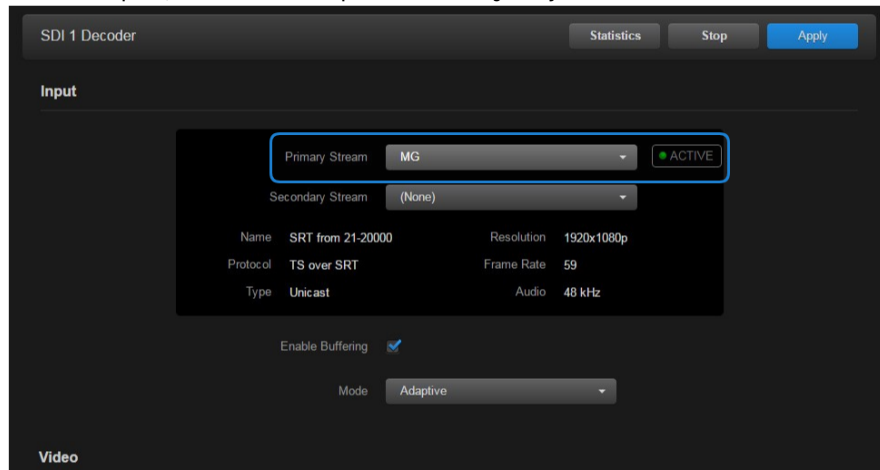 SDI 1 Decoder Statistics Stop Apply
Input
Primary Stream MG ACTIVE
Secondary Stream (None)
Name SRT from 21-20000 Resolution 1920x1080p
Protocol TS over SRT Frame Rate 59
Type Unicast Audio 48 kHz
Enable Buffering
Mode Adaptive
Video